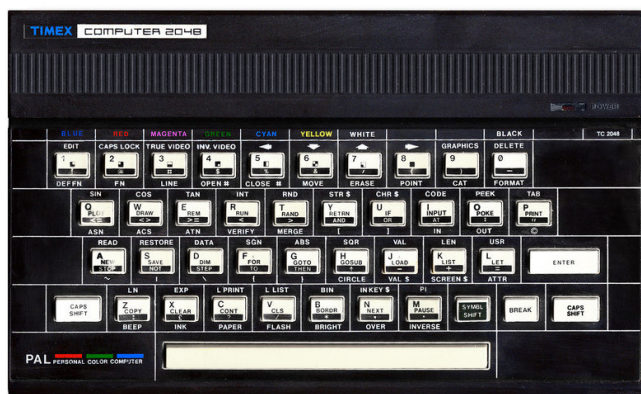 TIMEX COMPUTER 2048
POWER
BLUE RED MAGENTA GREEN CYAN YELLOW WHITE BLACK TC 2048
EDIT CAPS LOCK TRUE VIDEO INV. VIDEO GRAPHICS DELETE
1 2 3 4 5 6 7 8 9 0
DEF FN FN LINE OPEN # CLOSE # MOVE ERASE POINT CAT FORMAT
SIN COS TAN INT RND STR $ CHR $ CODE PEEK TAB
Q W E R T Y U I O P
PLOT DRAW REM RUN RAND RETRN IF INPUT POKE PRINT
<= <> >= < > AND OR AT ; "
ASN ACS ATN VERIFY MERGE [ ] IN OUT ©
READ RESTORE DATA SGN ABS SQR VAL LEN USR
A S D F G H J K L ENTER
NEW SAVE DIM FOR GOTO GOSUB LOAD LIST LET
STOP NOT STEP TO THEN ↑ - + =
~ | \ { } CIRCLE VAL $ SCREEN $ ATTR
LN EXP L PRINT L LIST BIN INKEY $ PI
CAPS SHIFT Z X C V B N M SYMBL SHIFT BREAK CAPS SHIFT
COPY CLEAR CONT CLS BORDR NEXT PAUSE
: £ ? / * , .
BEEP INK PAPER FLASH BRIGHT OVER INVERSE
PAL PERSONAL COLOR COMPUTER